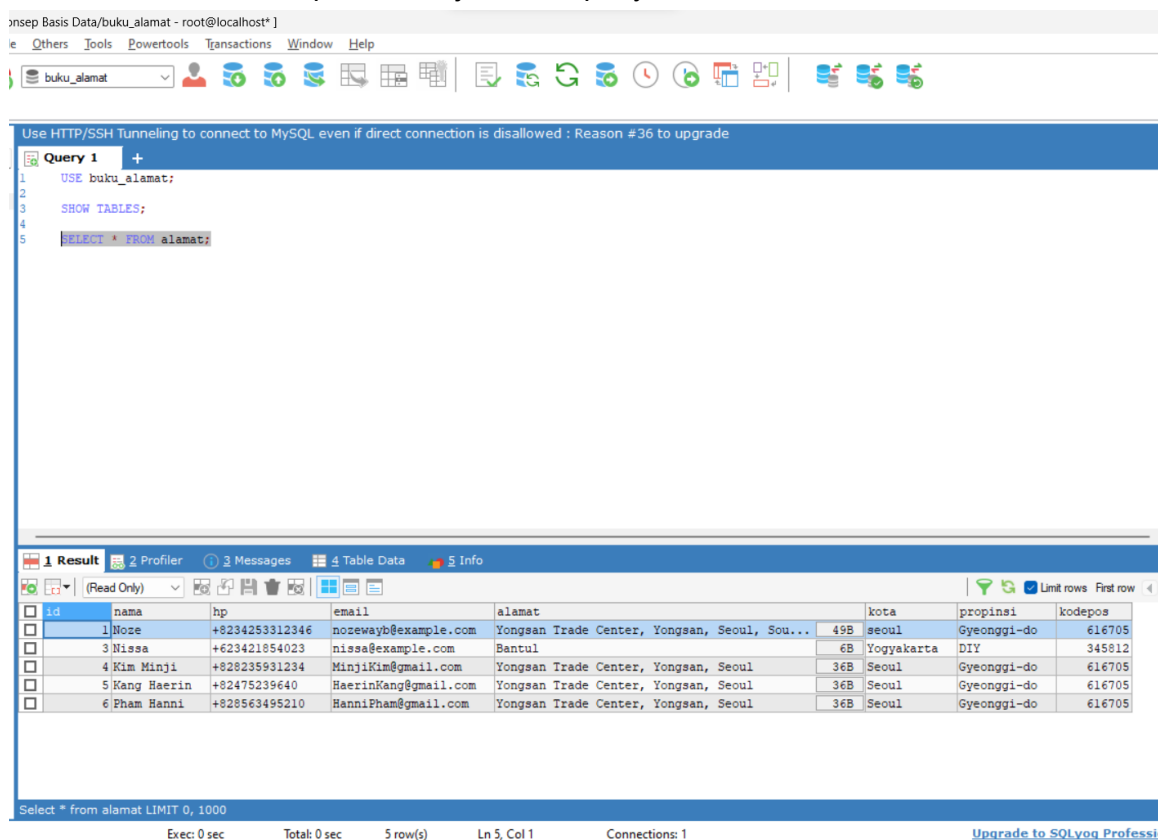 onsep Basis Data/buku_alamat - root@localhost* ]
Others Tools Powertools Transactions Window Help
buku_alamat
Use HTTP/SSH Tunneling to connect to MySQL even if direct connection is disallowed : Reason #36 to upgrade
Query 1 +
1 USE buku_alamat;
2
3 SHOW TABLES;
4
5 SELECT * FROM alamat;
1 Result 2 Profiler 3 Messages 4 Table Data 5 Info
(Read Only) Limit rows First row
id nama hp email alamat kota propinsi kodepos
1 Noze +8234253312346 nozewayb@example.com Yongsan Trade Center, Yongsan, Seoul, Sou... 49B seoul Gyeonggi-do 616705
3 Nissa +623421854023 nissa@example.com Bantul 6B Yogyakarta DIY 345812
4 Kim Minji +828235931234 MinjiKim@gmail.com Yongsan Trade Center, Yongsan, Seoul 36B Seoul Gyeonggi-do 616705
5 Kang Haerin +82475239640 HaerinKang@gmail.com Yongsan Trade Center, Yongsan, Seoul 36B Seoul Gyeonggi-do 616705
6 Pham Hanni +828563495210 HanniPham@gmail.com Yongsan Trade Center, Yongsan, Seoul 36B Seoul Gyeonggi-do 616705
Select * from alamat LIMIT 0, 1000
Exec: 0 sec Total: 0 sec 5 row(s) Ln 5, Col 1 Connections: 1 Upgrade to SQLyog Professi